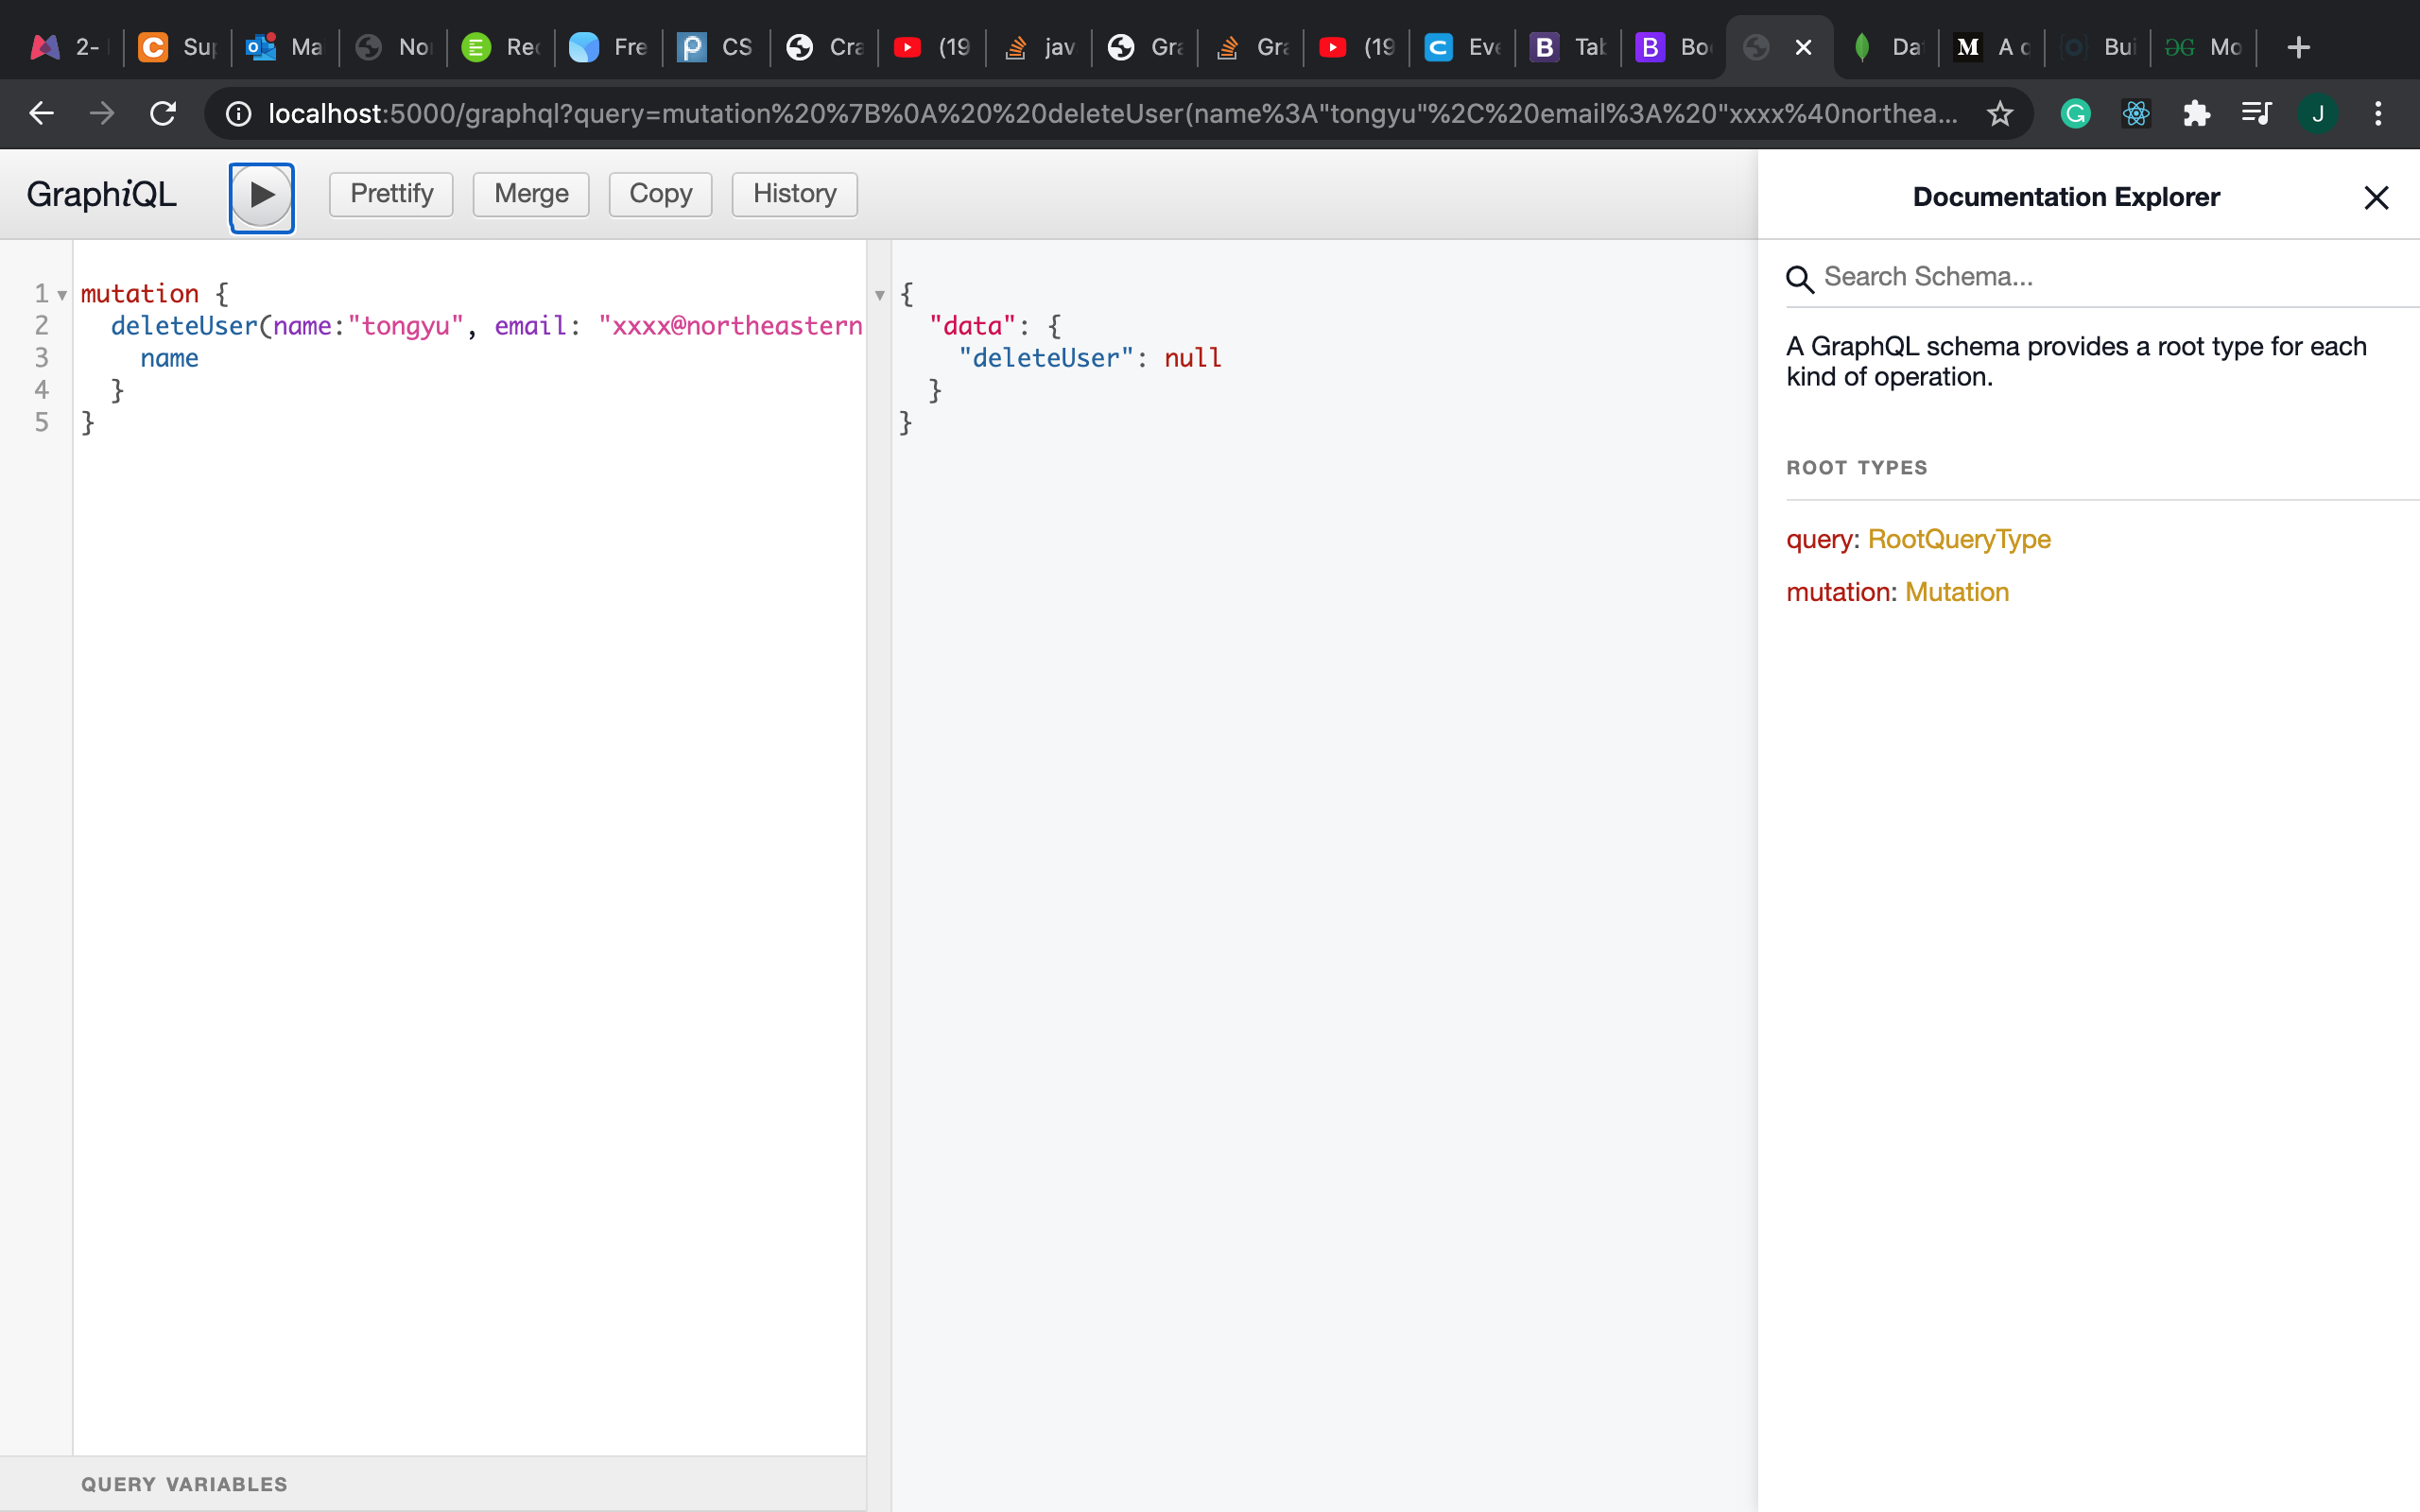 2- Sup Ma No Rec Fre CS Cra (19 jav Gra Gra (19 Eve Tab Boo Dat A c Bui Mo
localhost:5000/graphql?query=mutation%20%7B%0A%20%20deleteUser(name%3A"tongyu"%2C%20email%3A%20"xxxx%40northea...
J
GraphiQL
Prettify Merge Copy History
1 mutation {
2 deleteUser(name:"tongyu", email: "xxxx@northeastern
3 name
4 }
5 }
QUERY VARIABLES
{
"data": {
"deleteUser": null
}
}
Documentation Explorer
Search Schema...
A GraphQL schema provides a root type for each
kind of operation.
ROOT TYPES
query: RootQueryType
mutation: Mutation